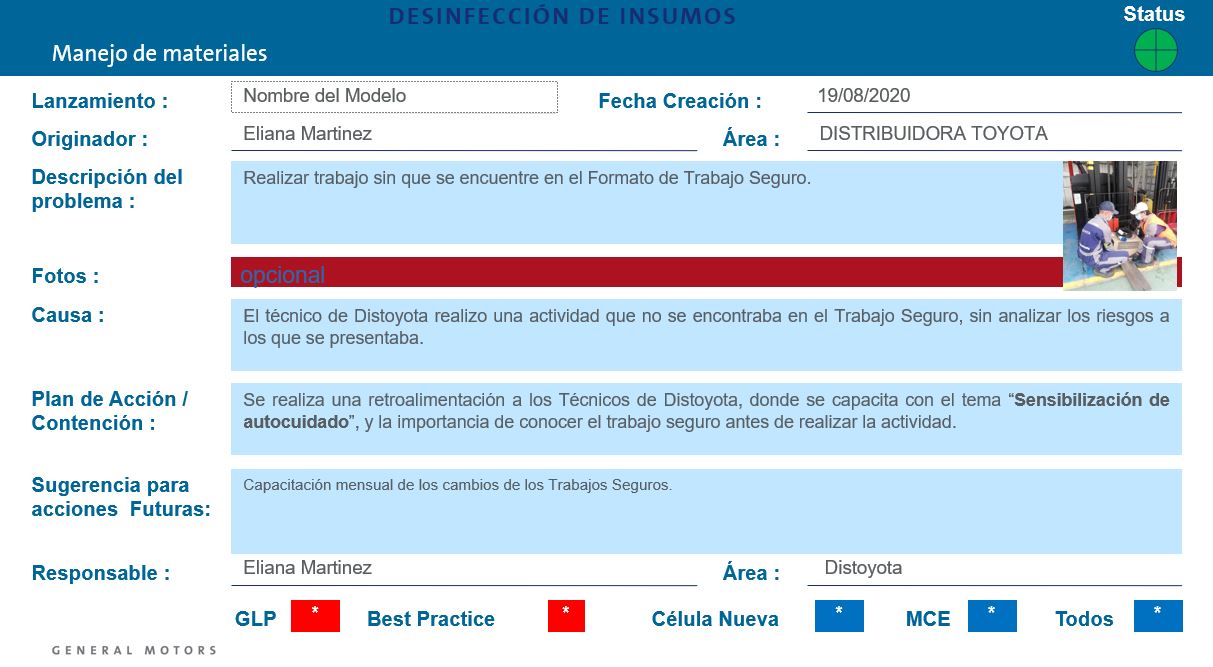 DESINFECCIÓN DE INSUMOS
Status
Manejo de materiales
Lanzamiento : Nombre del Modelo Fecha Creación : 19/08/2020
Originador : Eliana Martinez Área : DISTRIBUIDORA TOYOTA
Descripción del problema : Realizar trabajo sin que se encuentre en el Formato de Trabajo Seguro.
Fotos : opcional
Causa : El técnico de Distoyota realizo una actividad que no se encontraba en el Trabajo Seguro, sin analizar los riesgos a
los que se presentaba.
Plan de Acción / Se realiza una retroalimentación a los Técnicos de Distoyota, donde se capacita con el tema “Sensibilización de
Contención : autocuidado”, y la importancia de conocer el trabajo seguro antes de realizar la actividad.
Sugerencia para Capacitación mensual de los cambios de los Trabajos Seguros.
acciones Futuras:
Responsable : Eliana Martinez Área : Distoyota
GLP * Best Practice * Célula Nueva * MCE * Todos *
GENERAL MOTORS